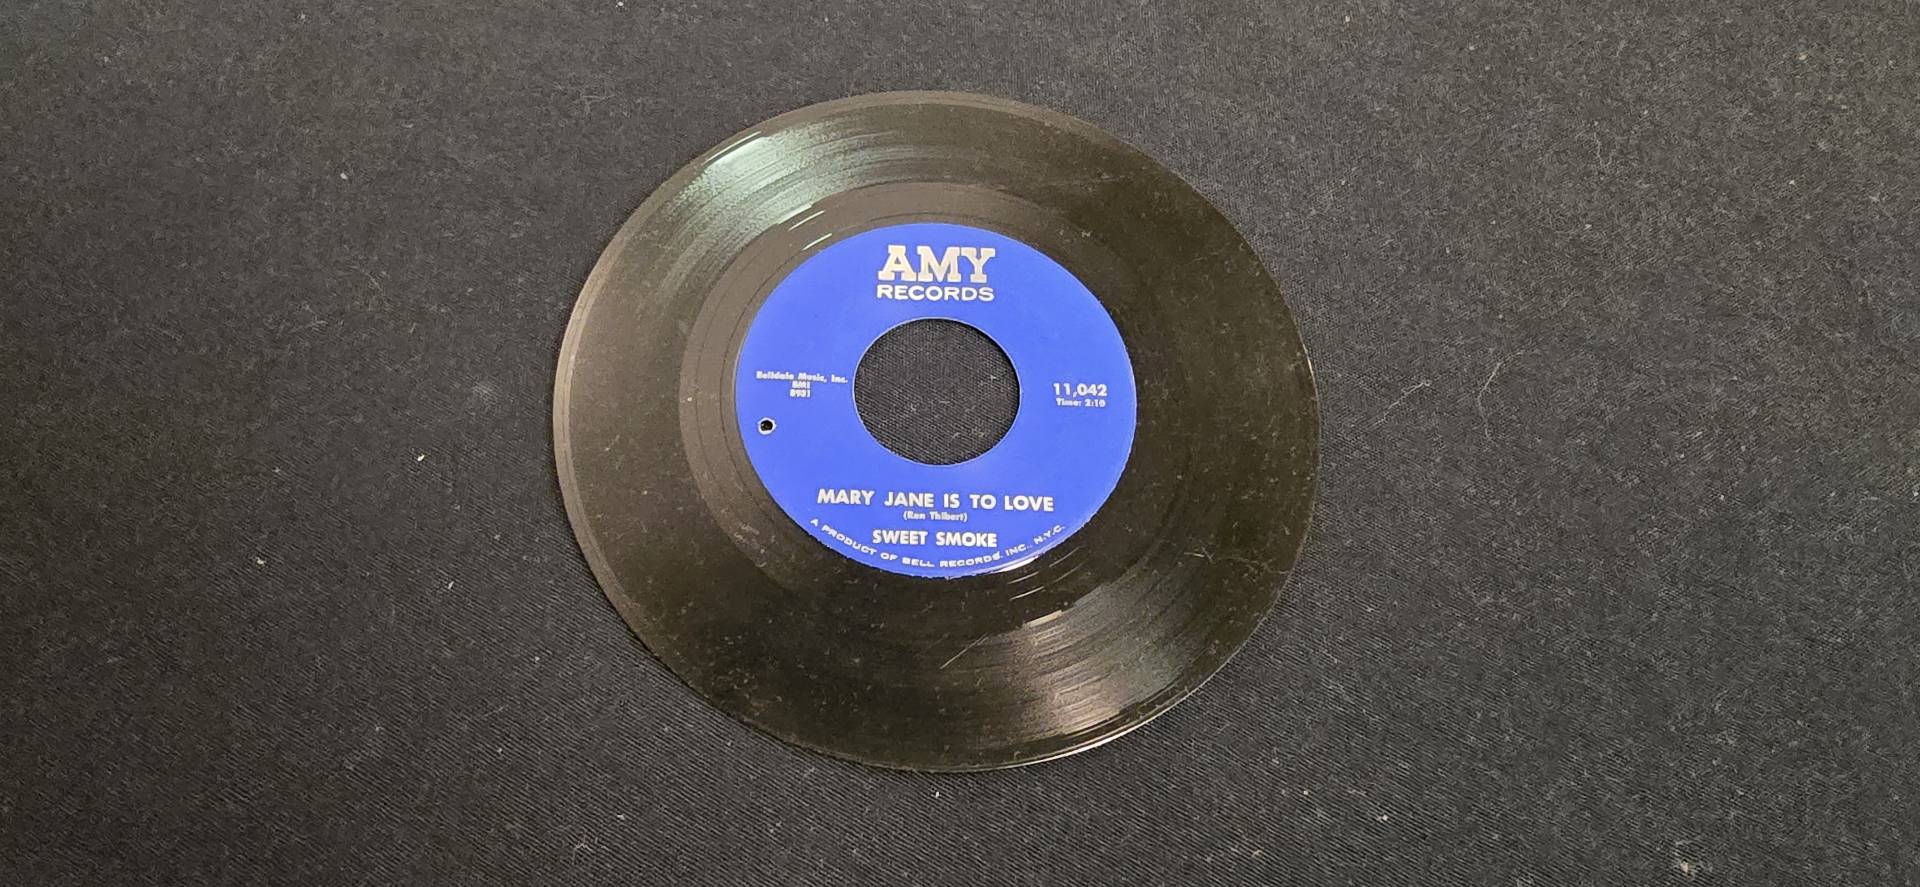 AMY
RECORDS
Belldale Music, Inc.
BMI
8931
11,042
Time: 2:10
MARY JANE IS TO LOVE
(Ron Thibert)
SWEET SMOKE
A PRODUCT OF BELL RECORDS, INC., N.Y.C.